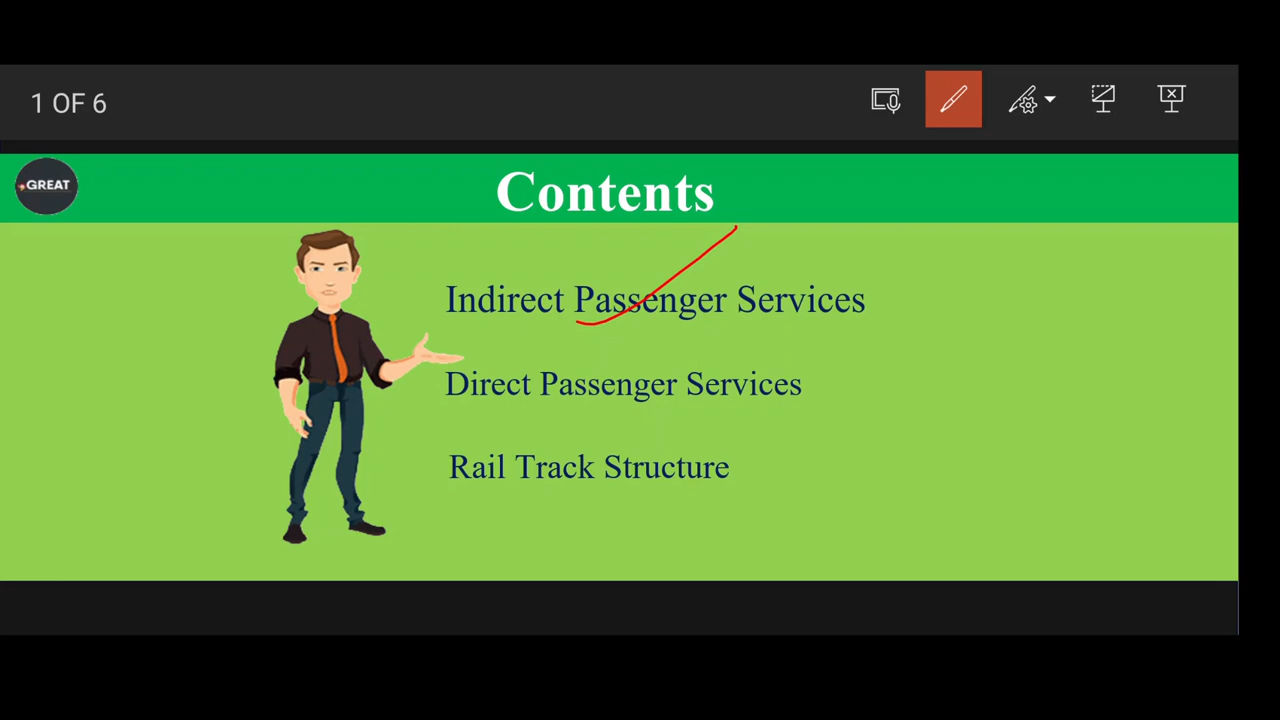 1 OF 6
GREAT
Contents
Indirect Passenger Services
Direct Passenger Services
Rail Track Structure